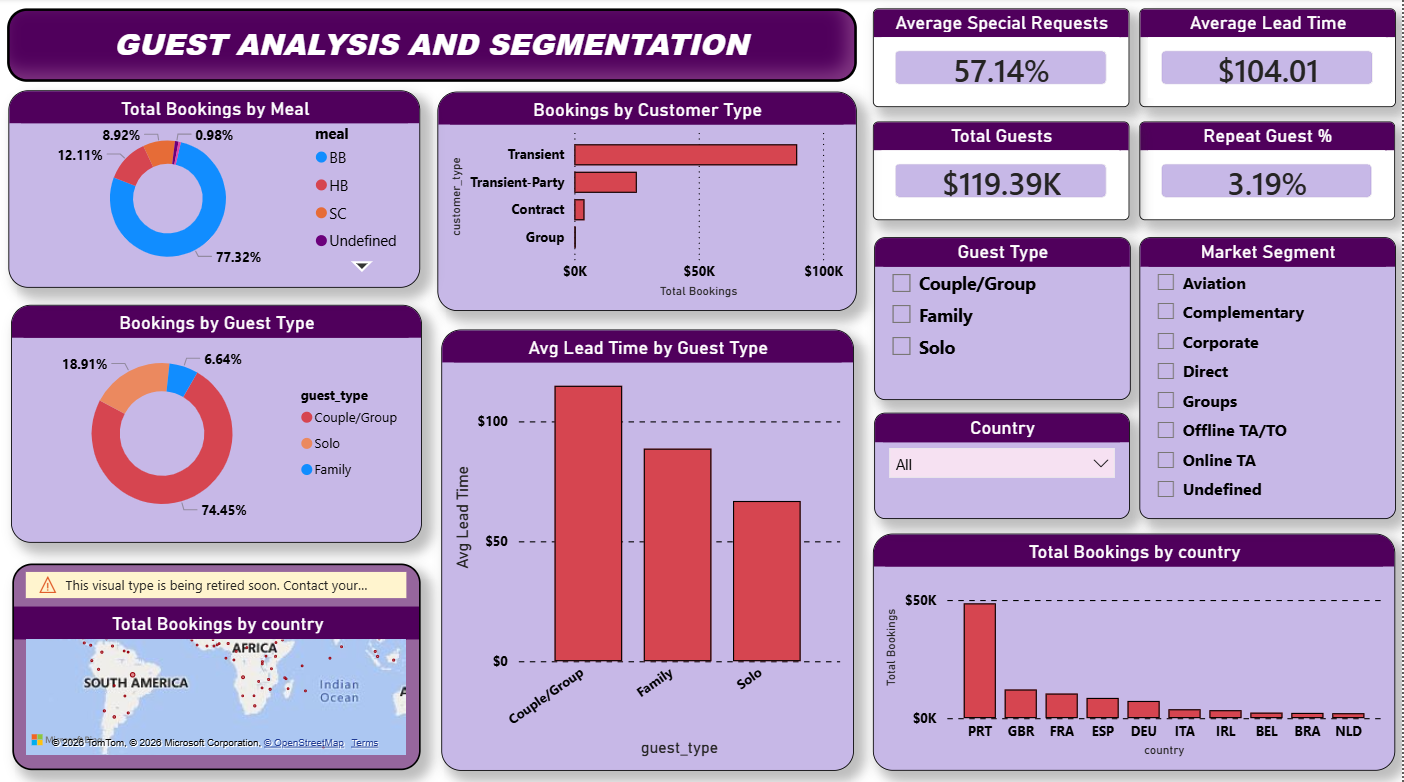 GUEST ANALYSIS AND SEGMENTATION
Average Special Requests
57.14%
Average Lead Time
$104.01
Total Guests
$119.39K
Repeat Guest %
3.19%
Total Bookings by Meal
8.92%
0.98%
12.11%
77.32%
meal
BB
HB
SC
Undefined
Bookings by Customer Type
customer_type
Transient
Transient-Party
Contract
Group
$0K
$50K
$100K
Total Bookings
Guest Type
Couple/Group
Family
Solo
Market Segment
Aviation
Complementary
Corporate
Direct
Groups
Offline TA/TO
Online TA
Undefined
Country
All
Bookings by Guest Type
18.91%
6.64%
74.45%
guest_type
Couple/Group
Solo
Family
Avg Lead Time by Guest Type
Avg Lead Time
$100
$50
$0
Couple/Group
Family
Solo
guest_type
This visual type is being retired soon. Contact your...
Total Bookings by country
AFRICA
SOUTH AMERICA
Indian
Ocean
© 2026 TomTom, © 2026 Microsoft Corporation, © OpenStreetMap Terms
Total Bookings by country
Total Bookings
$50K
$0K
PRT
GBR
FRA
ESP
DEU
ITA
IRL
BEL
BRA
NLD
country